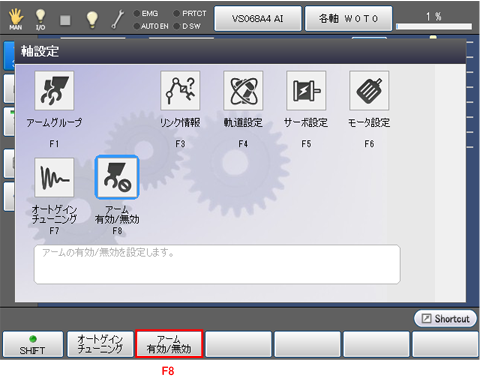 EMG PRTCT
MAN I/O AUTO EN D SW VS068A4 AI 各軸 W 0 T 0 1 %
軸設定
アームグループ リンク情報 軌道設定 サーボ設定 モータ設定
F1 F3 F4 F5 F6
オートゲイン アーム
チューニング 有効/無効
F7 F8
アームの有効/無効を設定します。
Shortcut
オートゲイン アーム
SHIFT チューニング 有効/無効
F8